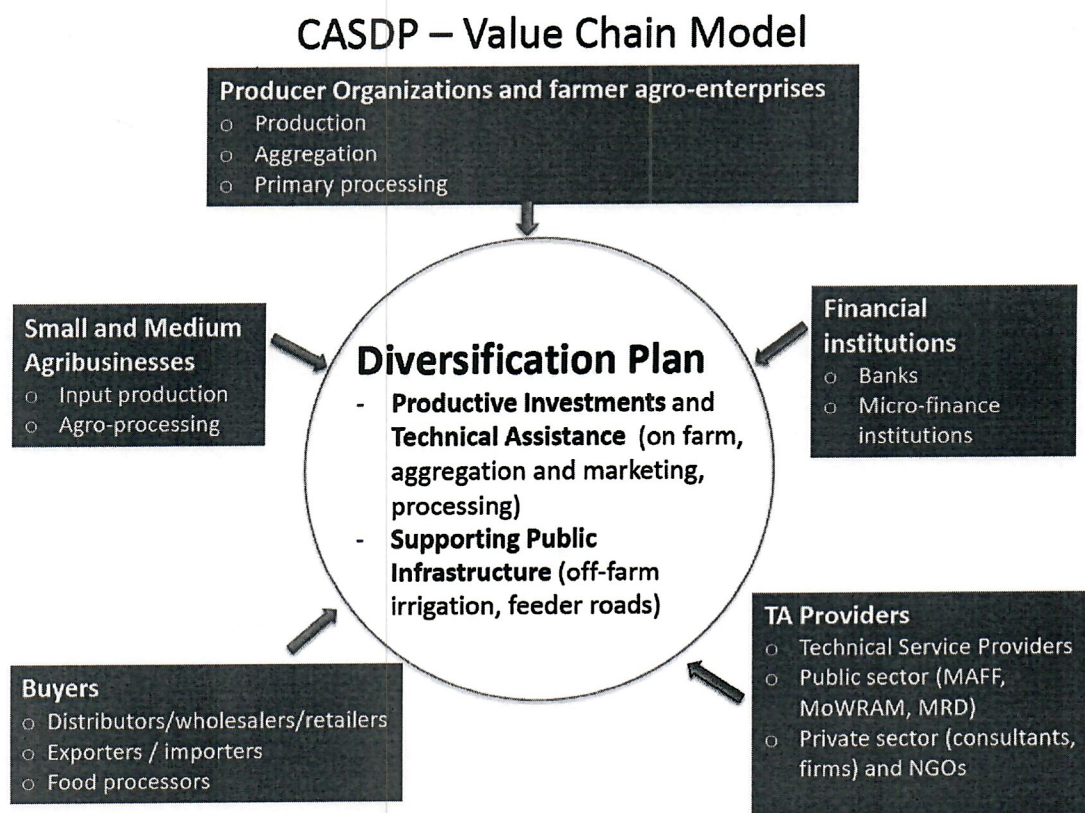 CASDP – Value Chain Model
Producer Organizations and farmer agro-enterprises
o Production
o Aggregation
o Primary processing
Small and Medium
Agribusinesses
o Input production
o Agro-processing
Financial
institutions
o Banks
o Micro-finance
institutions
Diversification Plan
- Productive Investments and
Technical Assistance (on farm,
aggregation and marketing,
processing)
- Supporting Public
Infrastructure (off-farm
irrigation, feeder roads)
Buyers
o Distributors/wholesalers/retailers
o Exporters / importers
o Food processors
TA Providers
o Technical Service Providers
o Public sector (MAFF,
MoWRAM, MRD)
o Private sector (consultants,
firms) and NGOs